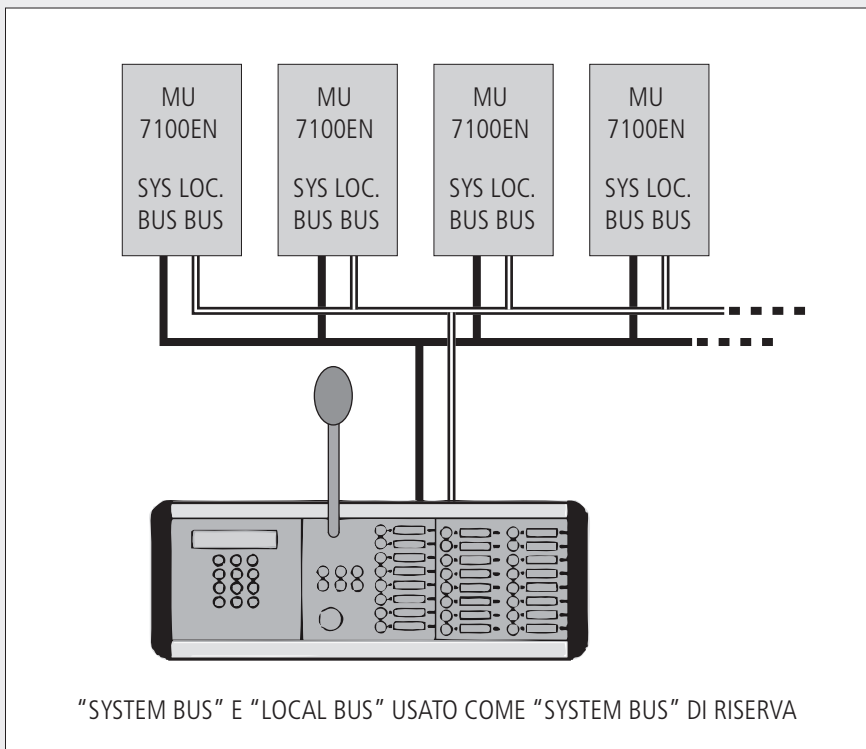 MU
7100EN
SYS LOC.
BUS BUS
MU
7100EN
SYS LOC.
BUS BUS
MU
7100EN
SYS LOC.
BUS BUS
MU
7100EN
SYS LOC.
BUS BUS
“SYSTEM BUS” E “LOCAL BUS” USATO COME “SYSTEM BUS” DI RISERVA